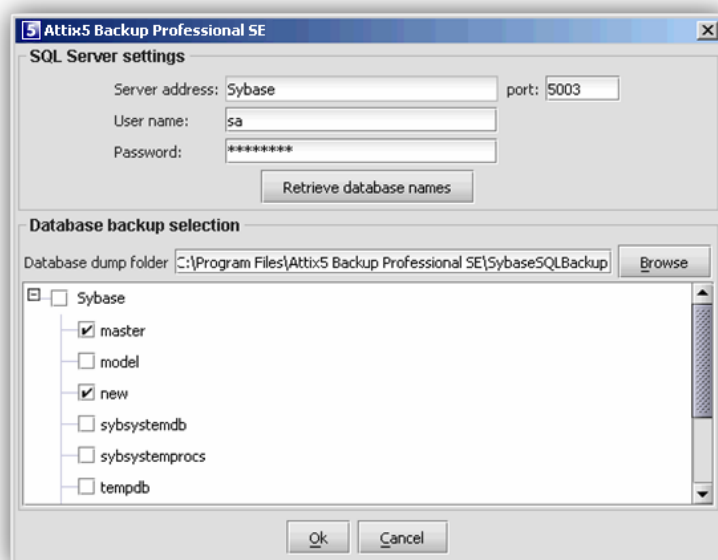 5 Attix5 Backup Professional SE
SQL Server settings
Server address: Sybase port: 5003
User name: sa
Password: ********
Retrieve database names
Database backup selection
Database dump folder C:\Program Files\Attix5 Backup Professional SE\SybaseSQLBackup Browse
Sybase
master
model
new
sybsystemdb
sybsystemprocs
tempdb
Ok Cancel